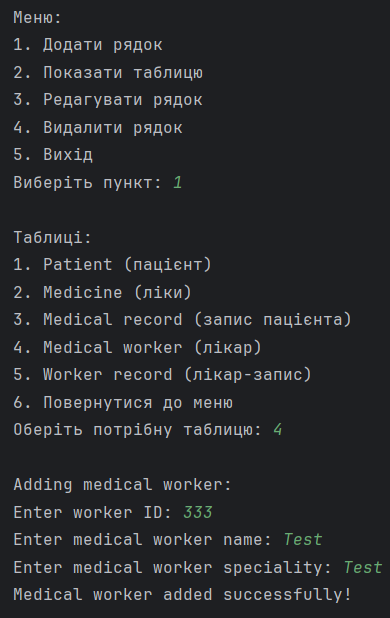 Меню:
1. Додати рядок
2. Показати таблицю
3. Редагувати рядок
4. Видалити рядок
5. Вихід
Виберіть пункт: 1
Таблиці:
1. Patient (пацієнт)
2. Medicine (ліки)
3. Medical record (запис пацієнта)
4. Medical worker (лікар)
5. Worker record (лікар-запис)
6. Повернутися до меню
Оберіть потрібну таблицю: 4
Adding medical worker:
Enter worker ID: 333
Enter medical worker name: Test
Enter medical worker speciality: Test
Medical worker added successfully!